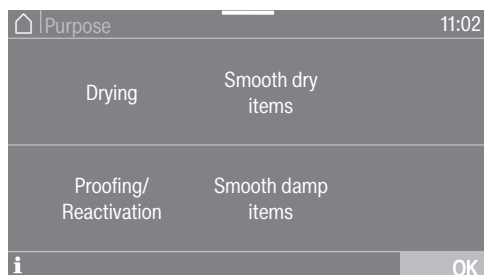 Purpose 11:02
Drying
Smooth dry
items
Proofing/
Reactivation
Smooth damp
items
i OK